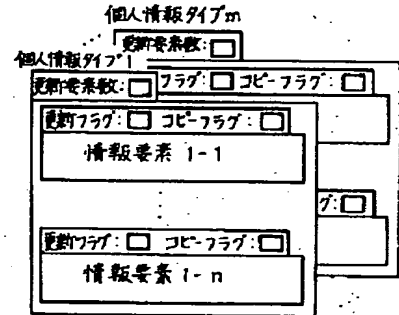 個人情報タイプm
更新要素数:
個人情報タイプ1
更新要素数:
フラグ: コピーフラグ:
更新フラグ: コピーフラグ:
情報要素 1-1
グ:
更新フラグ: コピーフラグ:
情報要素 1-n